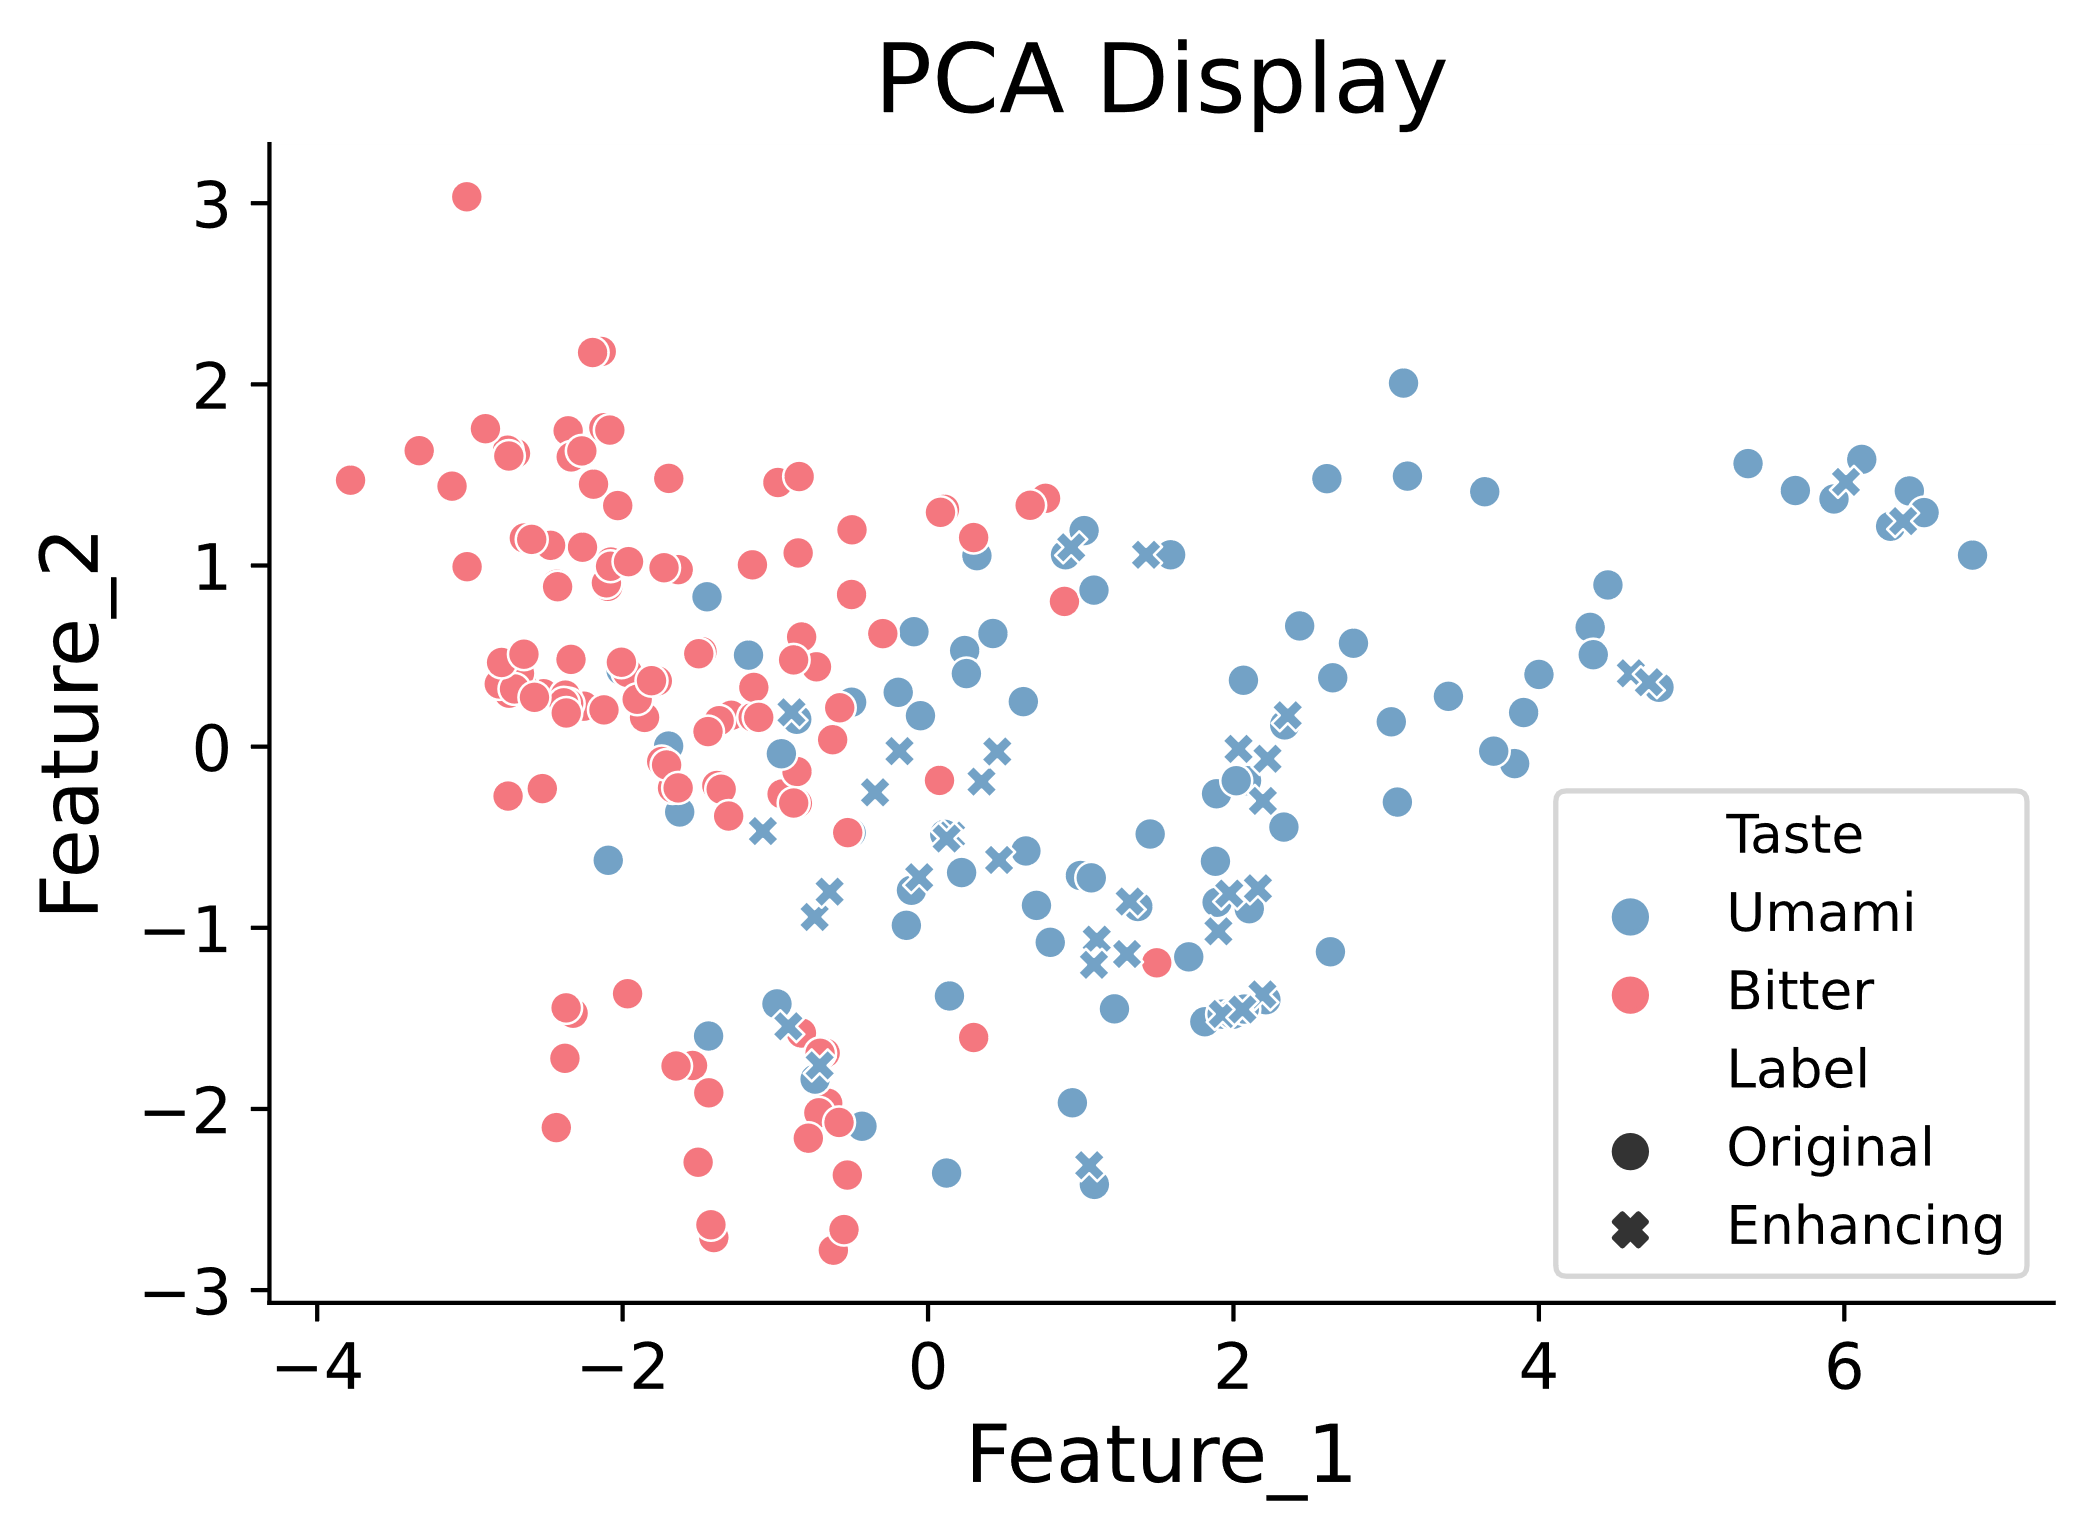 PCA Display
Feature_2
3
2
1
0
−1
−2
−3
−4
−2
0
2
4
6
Feature_1
Taste
Umami
Bitter
Label
Original
Enhancing